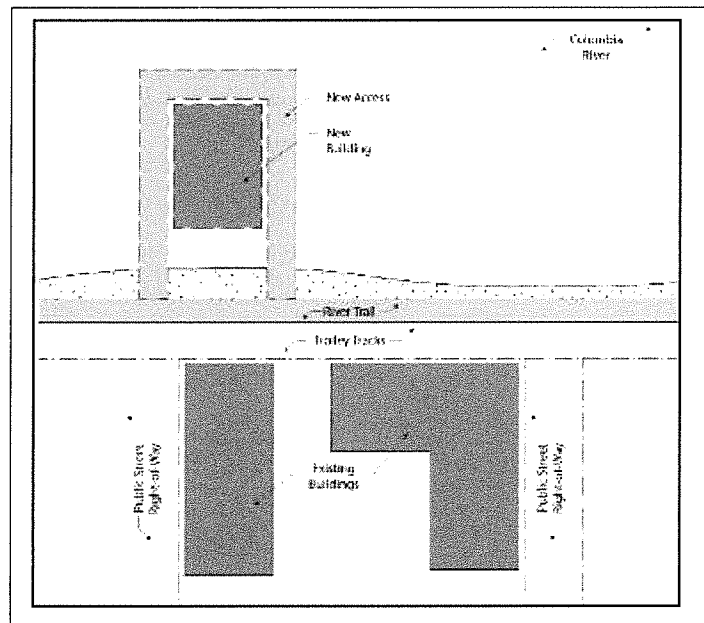 Columbia
River
New Access
New
Building
River Trail
Trolley Tracks
Public Street
Right-of-Way
Existing
Buildings
Public Street
Right-of-Way